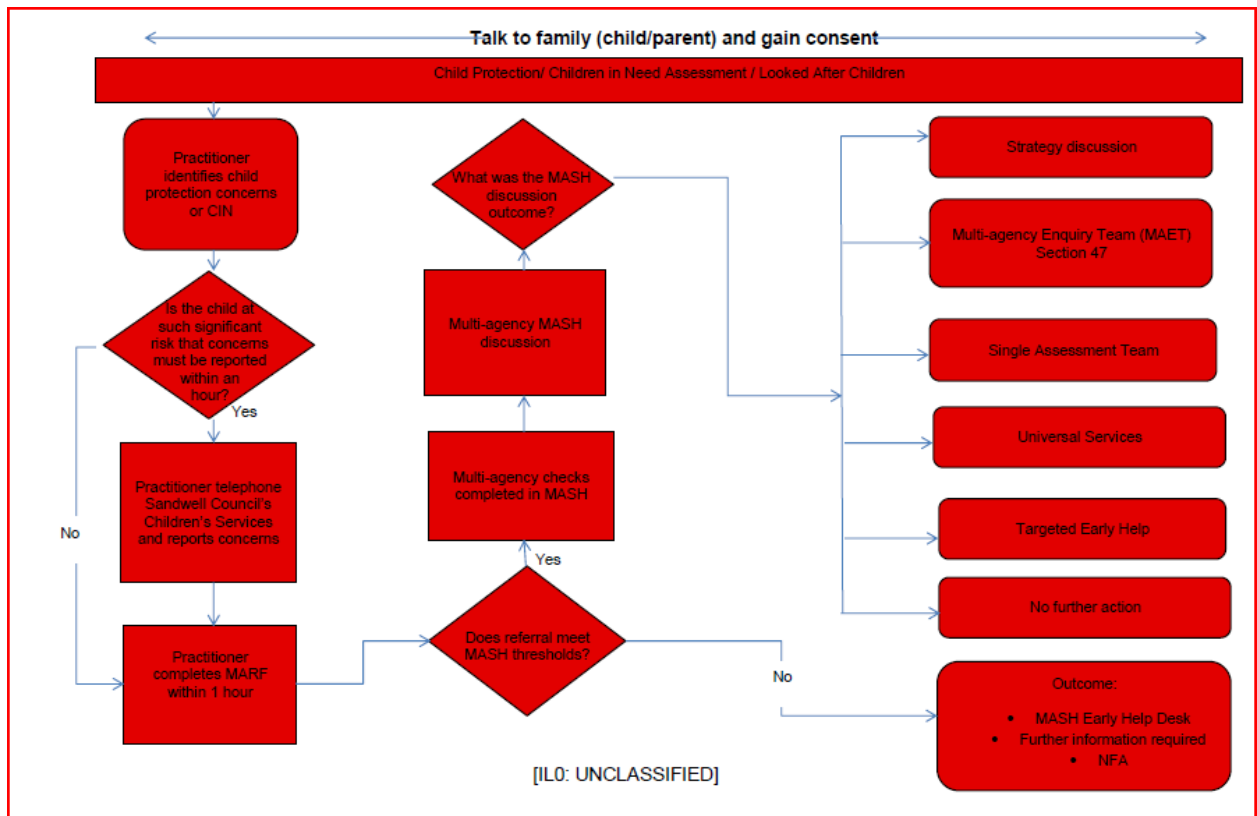 Talk to family (child/parent) and gain consent
Child Protection/ Children in Need Assessment / Looked After Children
Practitioner
identifies child
protection concerns
or CIN
Is the child at
such significant
risk that concerns
must be reported
within an
hour?
Yes
No
Practitioner telephone
Sandwell Council's
Children's Services
and reports concerns
Practitioner
completes MARF
within 1 hour
What was the MASH
discussion
outcome?
Multi-agency MASH
discussion
Multi-agency checks
completed in MASH
Yes
Does referral meet
MASH thresholds?
No
Strategy discussion
Multi-agency Enquiry Team (MAET)
Section 47
Single Assessment Team
Universal Services
Targeted Early Help
No further action
Outcome:
• MASH Early Help Desk
• Further information required
• NFA
[IL0: UNCLASSIFIED]